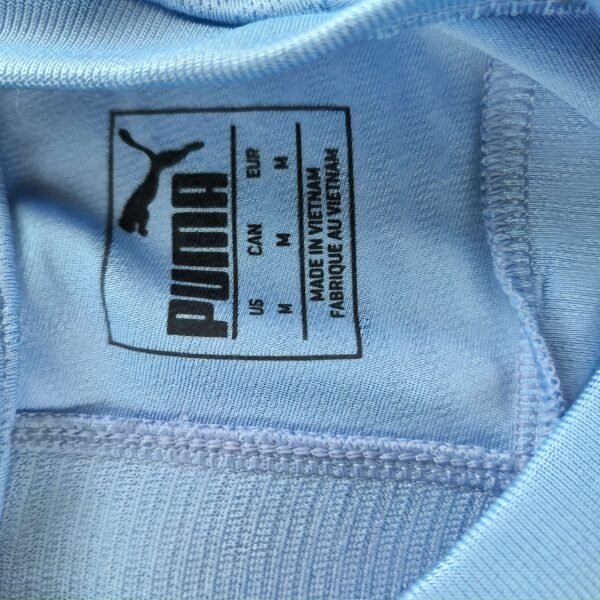 PUMA
US CAN EUR
M M M
MADE IN VIETNAM
FABRIQUE AU VIETNAM